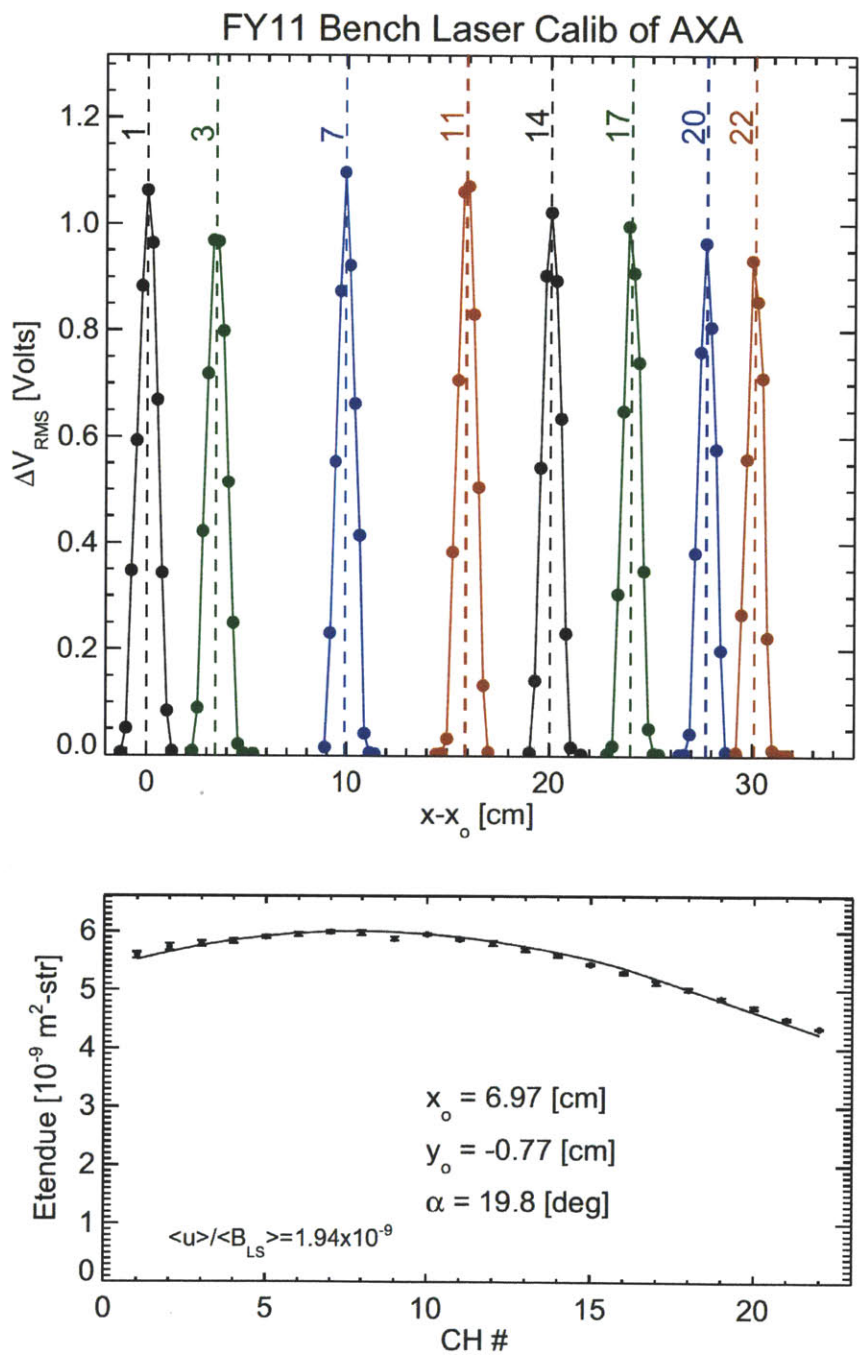 FY11 Bench Laser Calib of AXA
1 3 7 11 14 17 20 22
1.2
1.0
0.8
0.6
0.4
0.2
0.0
ΔV_RMS [Volts]
0 10 20 30
x-x_o [cm]
6
5
4
3
2
1
0
Etendue [10^-9 m^2-str]
x_o = 6.97 [cm]
y_o = -0.77 [cm]
α = 19.8 [deg]
<u>/<B_LS>=1.94x10^-9
0 5 10 15 20
CH #